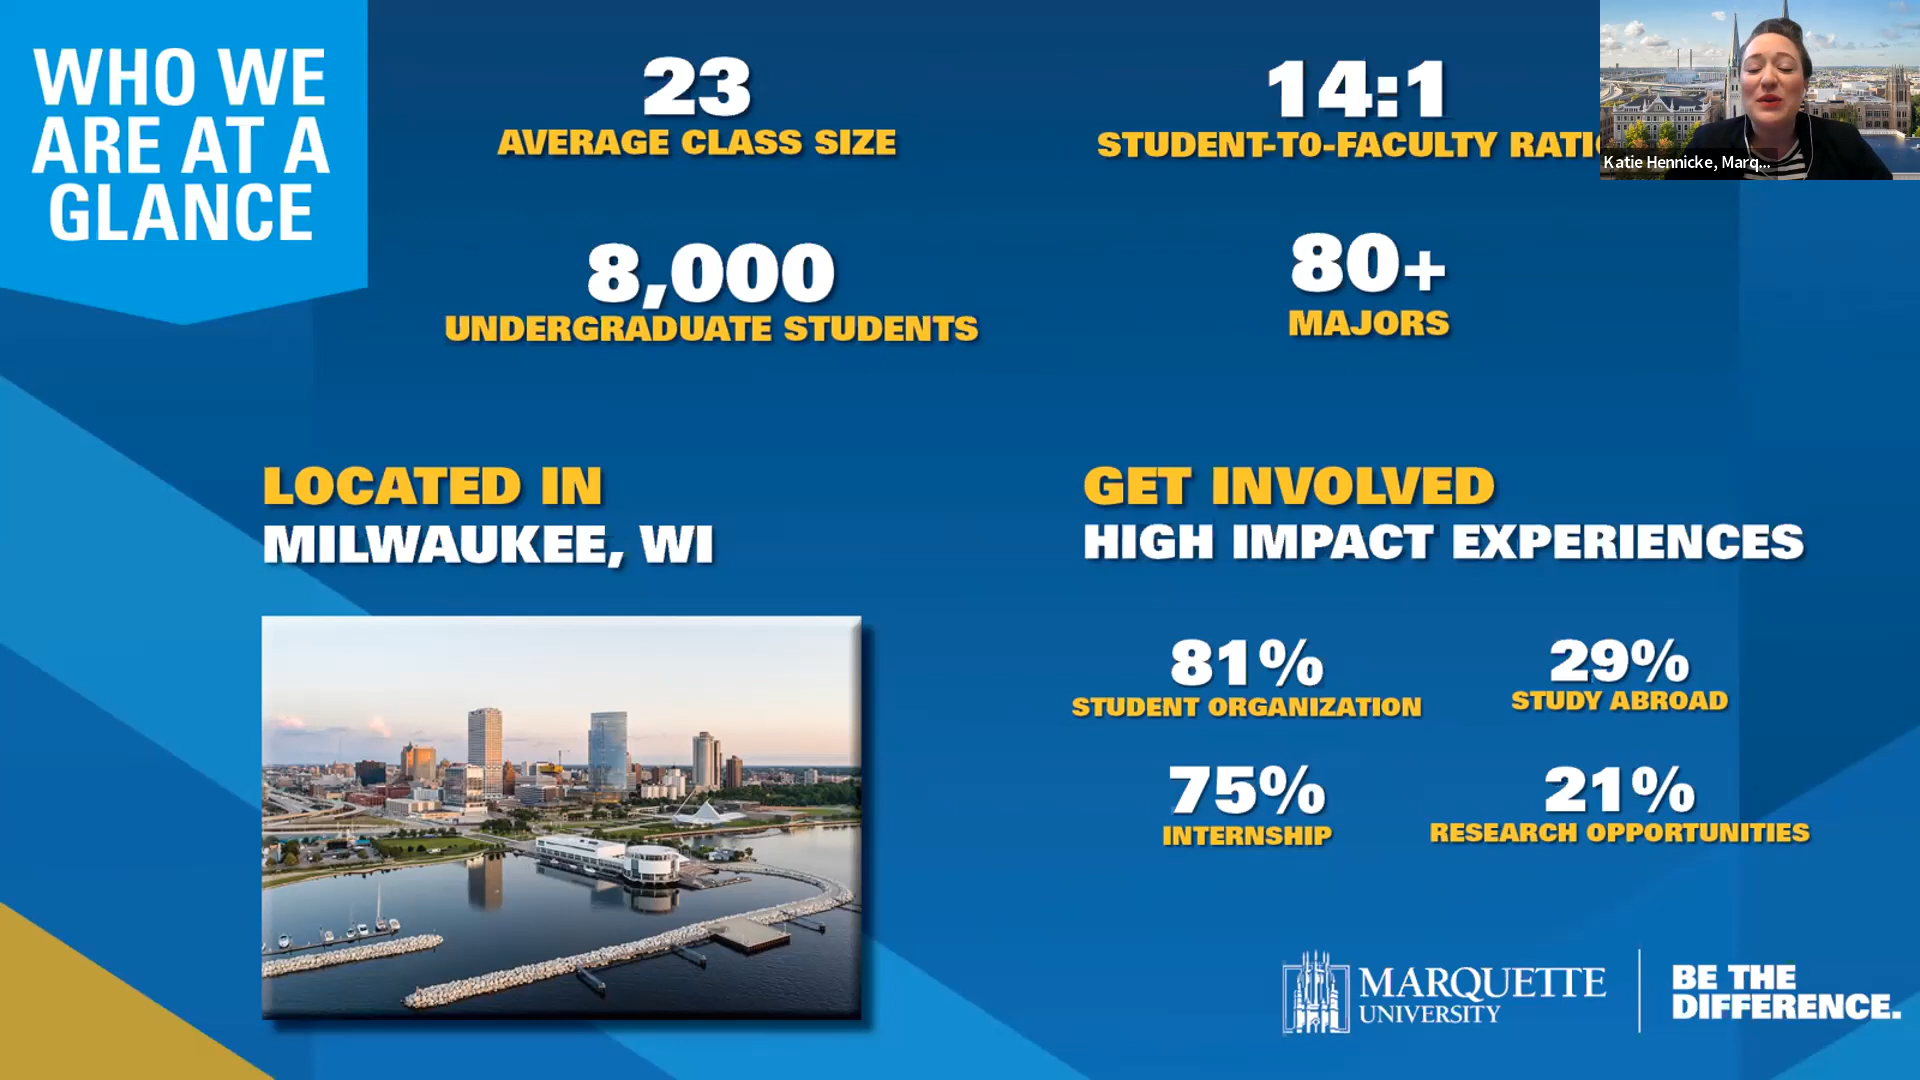 WHO WE
ARE AT A
GLANCE
23
AVERAGE CLASS SIZE
14:1
STUDENT-TO-FACULTY RATI
Katie Hennicke, Marq...
8,000
UNDERGRADUATE STUDENTS
80+
MAJORS
LOCATED IN
MILWAUKEE, WI
GET INVOLVED
HIGH IMPACT EXPERIENCES
81%
STUDENT ORGANIZATION
29%
STUDY ABROAD
75%
INTERNSHIP
21%
RESEARCH OPPORTUNITIES
MARQUETTE
UNIVERSITY
BE THE
DIFFERENCE.